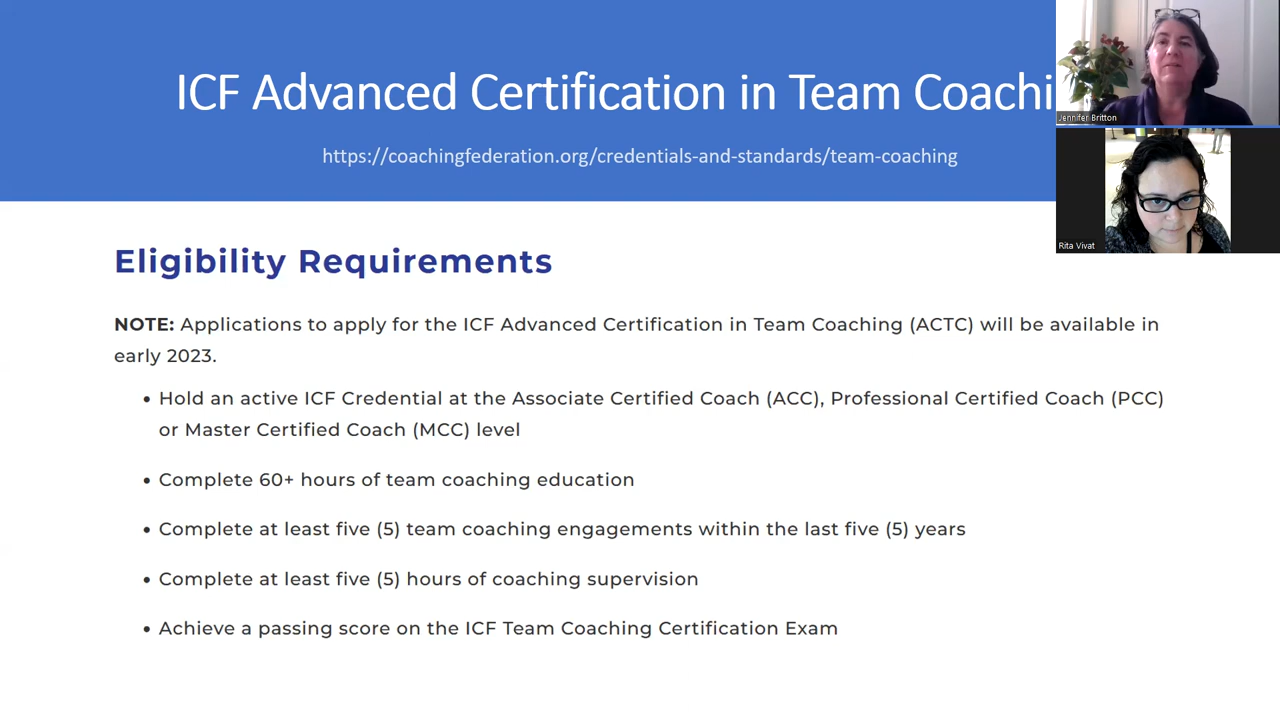 ICF Advanced Certification in Team Coachi
https://coachingfederation.org/credentials-and-standards/team-coaching
Jennifer Britton
Rita Vivat
Eligibility Requirements
NOTE: Applications to apply for the ICF Advanced Certification in Team Coaching (ACTC) will be available in
early 2023.
• Hold an active ICF Credential at the Associate Certified Coach (ACC), Professional Certified Coach (PCC)
or Master Certified Coach (MCC) level
• Complete 60+ hours of team coaching education
• Complete at least five (5) team coaching engagements within the last five (5) years
• Complete at least five (5) hours of coaching supervision
• Achieve a passing score on the ICF Team Coaching Certification Exam